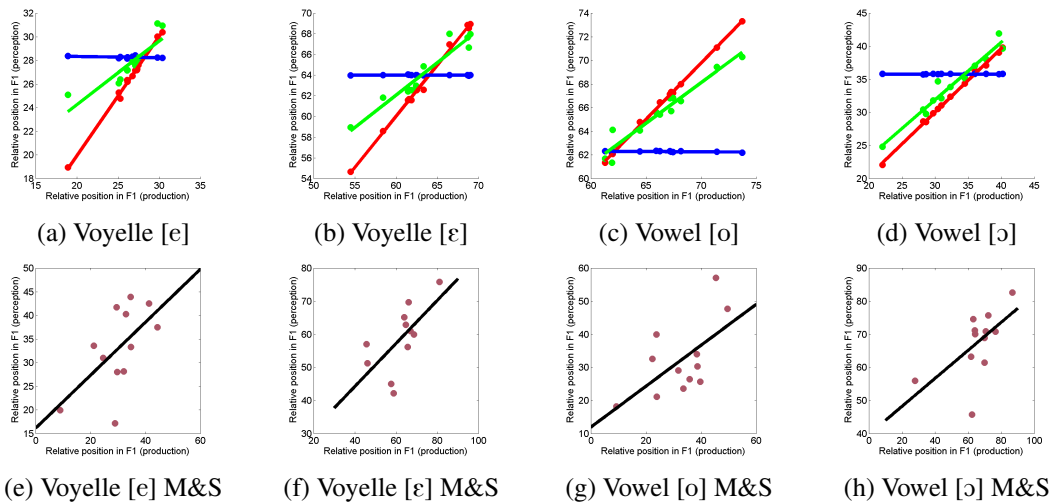 Relative position in F1 (perception)
32
30
28
26
24
22
20
18
15 20 25 30 35
Relative position in F1 (production)
(a) Voyelle [e]
Relative position in F1 (perception)
70
68
66
64
62
60
58
56
54
50 55 60 65 70
Relative position in F1 (production)
(b) Voyelle [ɛ]
Relative position in F1 (perception)
74
72
70
68
66
64
62
60
60 65 70 75
Relative position in F1 (production)
(c) Vowel [o]
Relative position in F1 (perception)
45
40
35
30
25
20
20 25 30 35 40 45
Relative position in F1 (production)
(d) Vowel [ɔ]
Relative position in F1 (perception)
50
45
40
35
30
25
20
15
0 20 40 60
Relative position in F1 (production)
(e) Voyelle [e] M&S
Relative position in F1 (perception)
80
70
60
50
40
30
20 40 60 80 100
Relative position in F1 (production)
(f) Voyelle [ɛ] M&S
Relative position in F1 (perception)
60
50
40
30
20
10
0 20 40 60
Relative position in F1 (production)
(g) Vowel [o] M&S
Relative position in F1 (perception)
90
80
70
60
50
40
0 20 40 60 80 100
Relative position in F1 (production)
(h) Vowel [ɔ] M&S